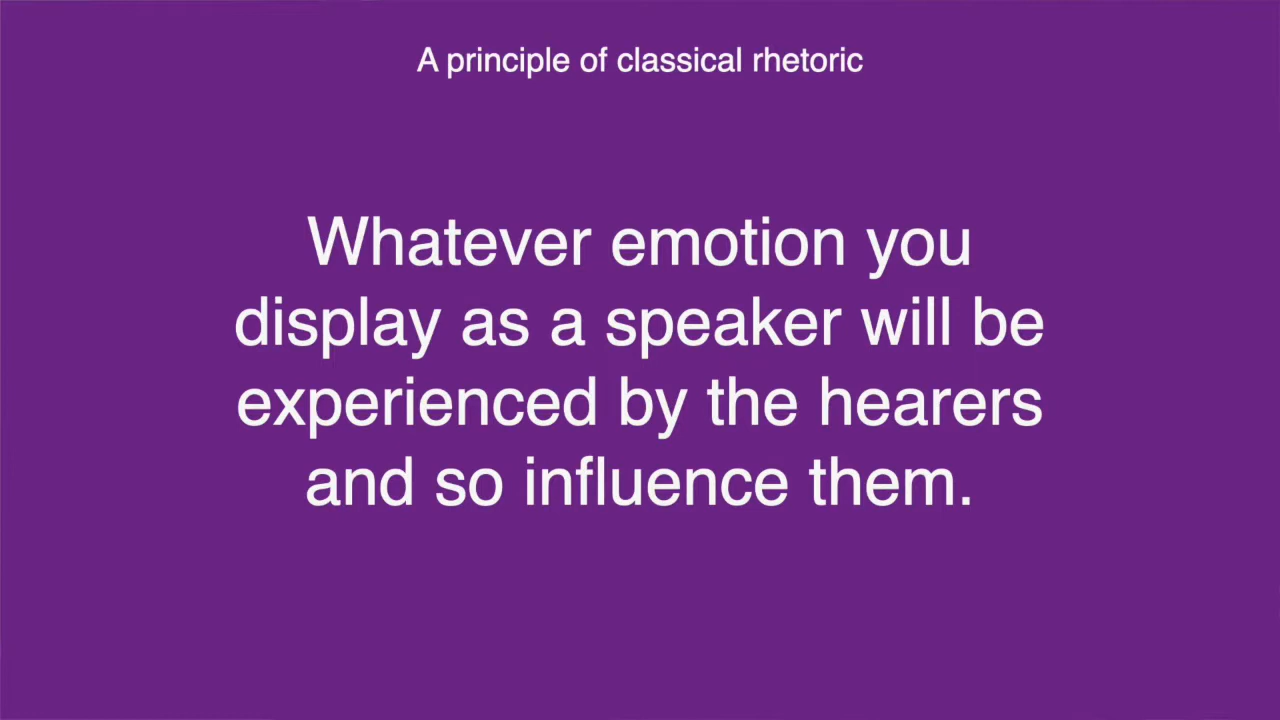 A principle of classical rhetoric
Whatever emotion you
display as a speaker will be
experienced by the hearers
and so influence them.